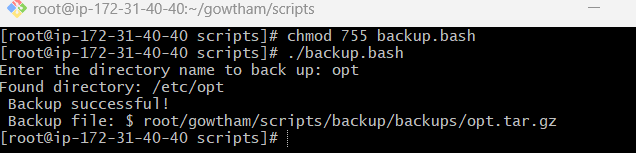 root@ip-172-31-40-40:~/gowtham/scripts
[root@ip-172-31-40-40 scripts]# chmod 755 backup.bash
[root@ip-172-31-40-40 scripts]# ./backup.bash
Enter the directory name to back up: opt
Found directory: /etc/opt
 Backup successful!
 Backup file: $ root/gowtham/scripts/backup/backups/opt.tar.gz
[root@ip-172-31-40-40 scripts]#